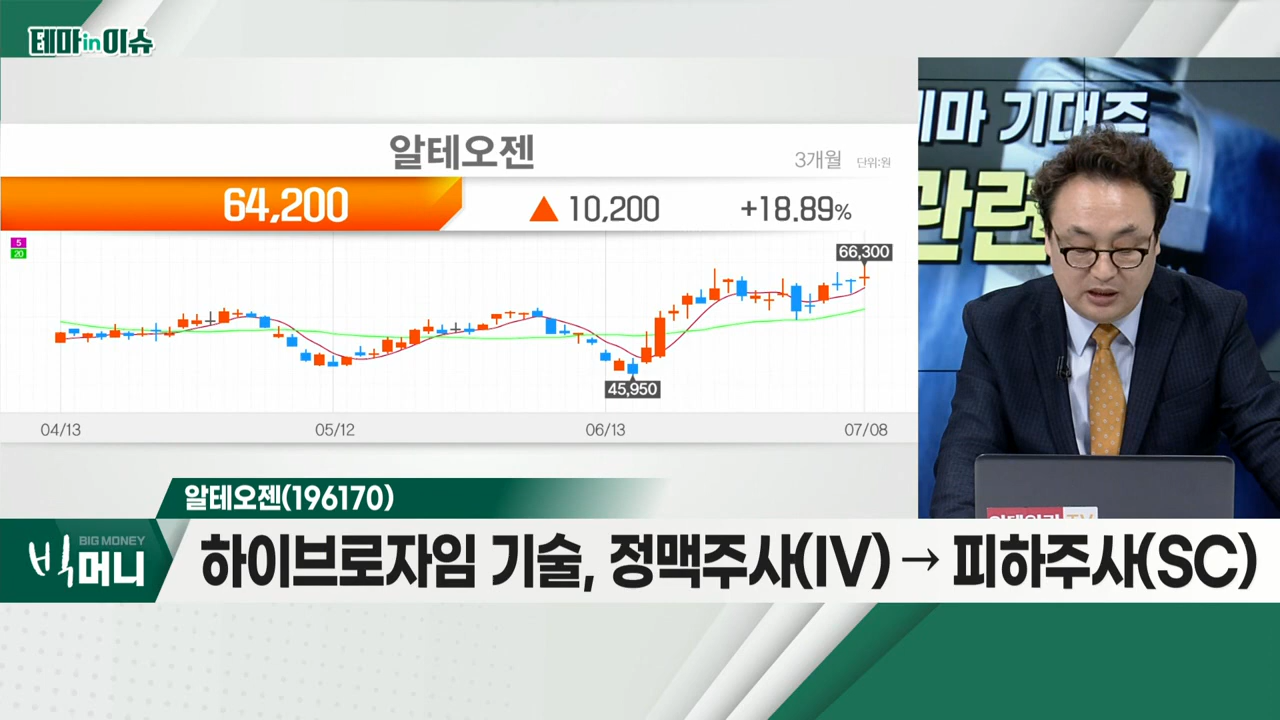 테마in이슈
알테오젠
3개월 단위:원
64,200 ▲ 10,200 +18.89%
5
20
66,300
45,950
04/13 05/12 06/13 07/08
테마 기대주
관련
알테오젠(196170)
BIG MONEY
빅머니
하이브로자임 기술, 정맥주사(IV) → 피하주사(SC)